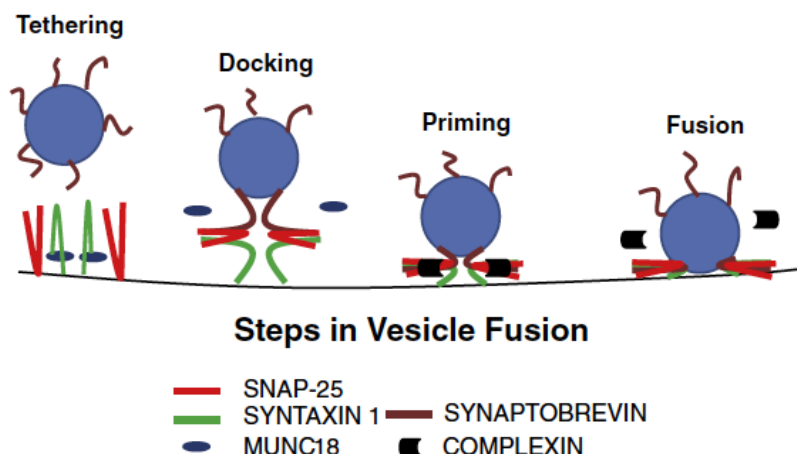 Tethering
Docking
Priming
Fusion
Steps in Vesicle Fusion
SNAP-25
SYNTAXIN 1
SYNAPTOBREVIN
MUNC18
COMPLEXIN